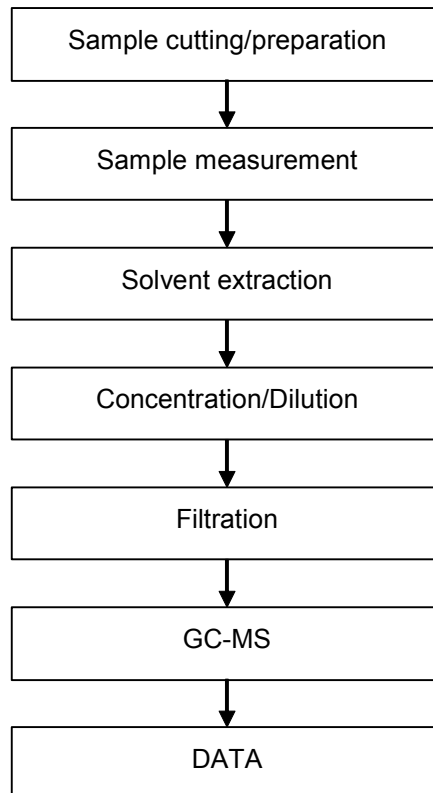 Sample cutting/preparation
Sample measurement
Solvent extraction
Concentration/Dilution
Filtration
GC-MS
DATA